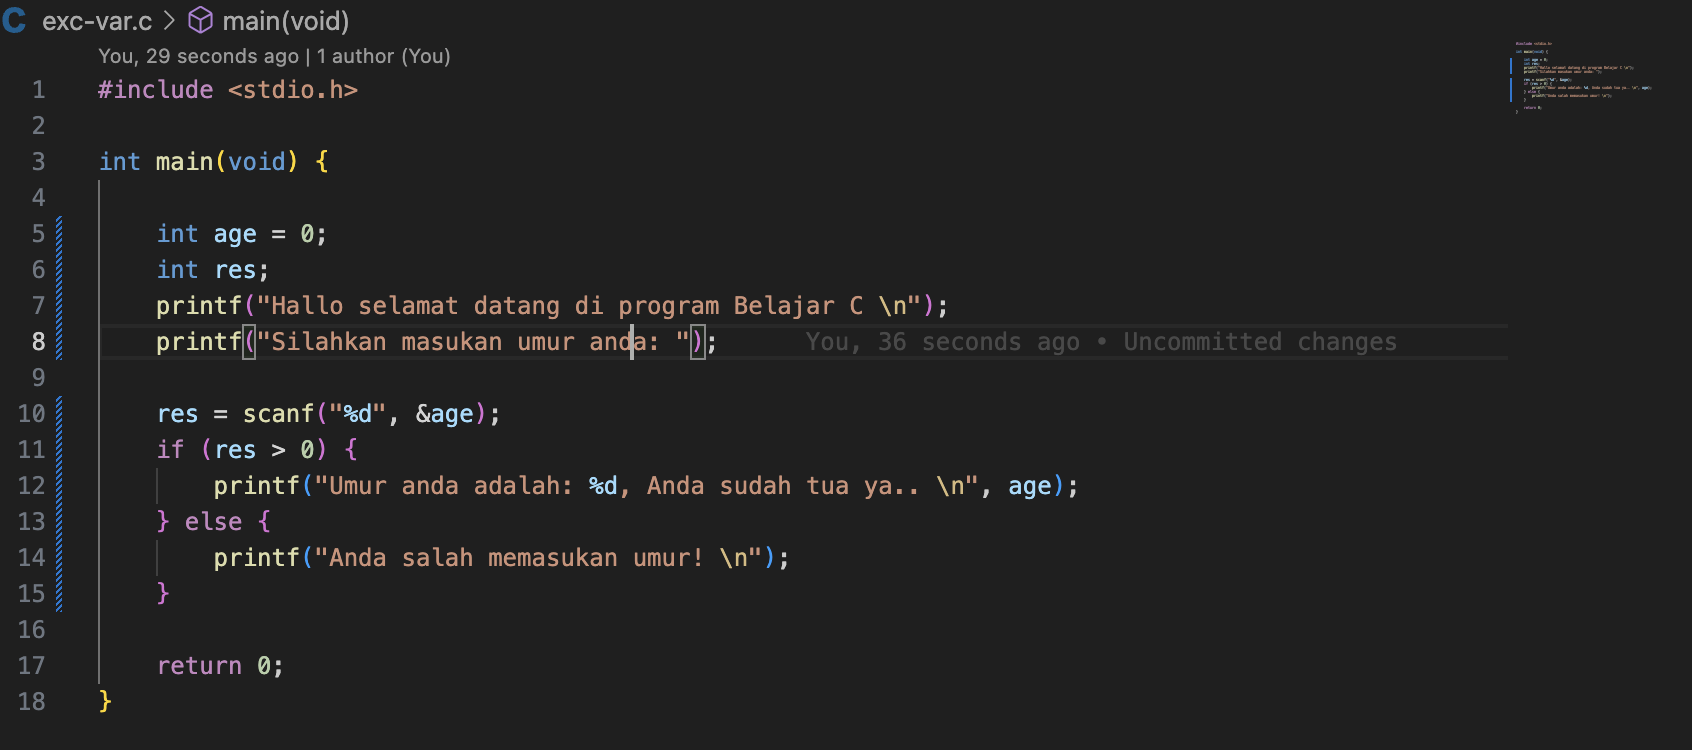 C exc-var.c > main(void)
You, 29 seconds ago | 1 author (You)
1 #include <stdio.h>
2
3 int main(void) {
4
5 int age = 0;
6 int res;
7 printf("Hallo selamat datang di program Belajar C \n");
8 printf("Silahkan masukan umur anda: "); You, 36 seconds ago • Uncommitted changes
9
10 res = scanf("%d", &age);
11 if (res > 0) {
12 printf("Umur anda adalah: %d, Anda sudah tua ya.. \n", age);
13 } else {
14 printf("Anda salah memasukan umur! \n");
15 }
16
17 return 0;
18 }